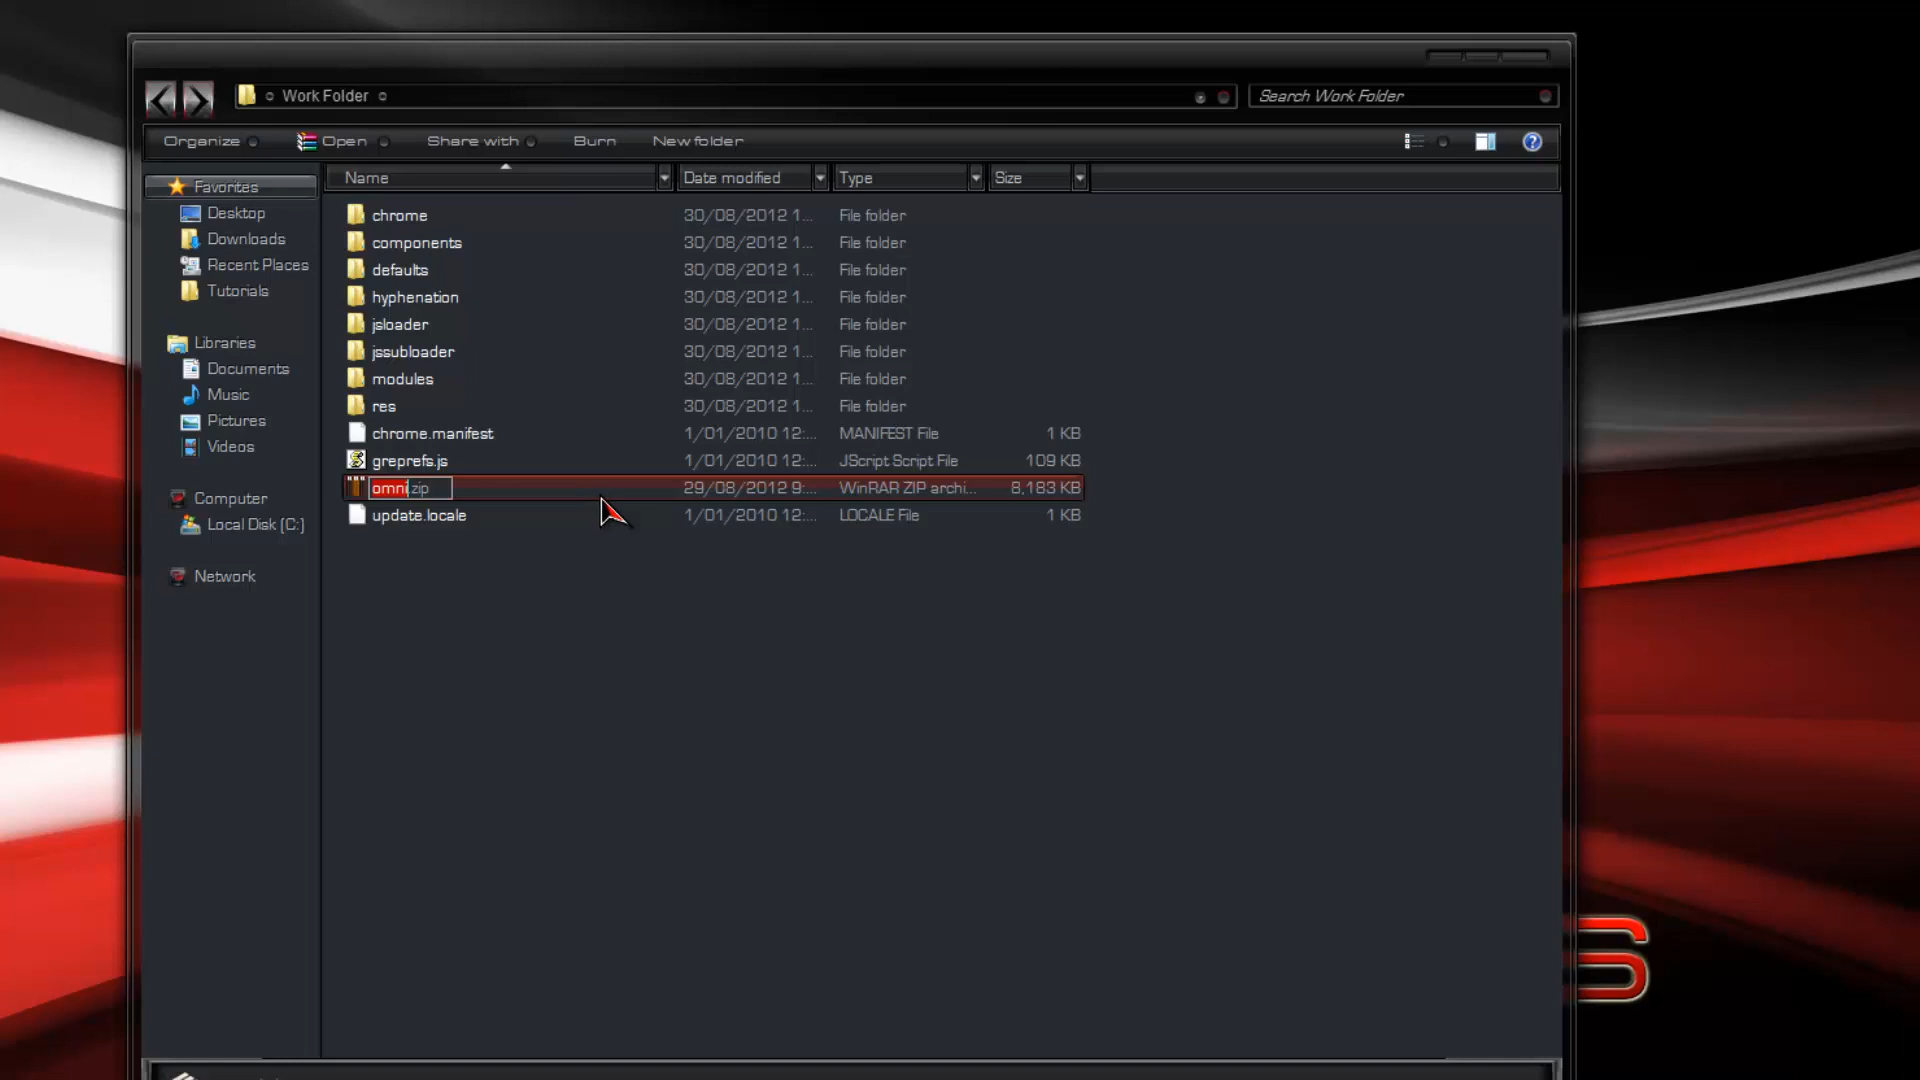 Work Folder
Search Work Folder
Organize Open Share with Burn New folder
Name Date modified Type Size
Favorites
Desktop
Downloads
Recent Places
Tutorials
Libraries
Documents
Music
Pictures
Videos
Computer
Local Disk (C:)
Network
chrome 30/08/2012 1... File folder
components 30/08/2012 1... File folder
defaults 30/08/2012 1... File folder
hyphenation 30/08/2012 1... File folder
jsloader 30/08/2012 1... File folder
jssubloader 30/08/2012 1... File folder
modules 30/08/2012 1... File folder
res 30/08/2012 1... File folder
chrome.manifest 1/01/2010 12:... MANIFEST File 1 KB
greprefs.js 1/01/2010 12:... JScript Script File 109 KB
omni.zip 29/08/2012 9:... WinRAR ZIP archi... 8,183 KB
update.locale 1/01/2010 12:... LOCALE File 1 KB
S